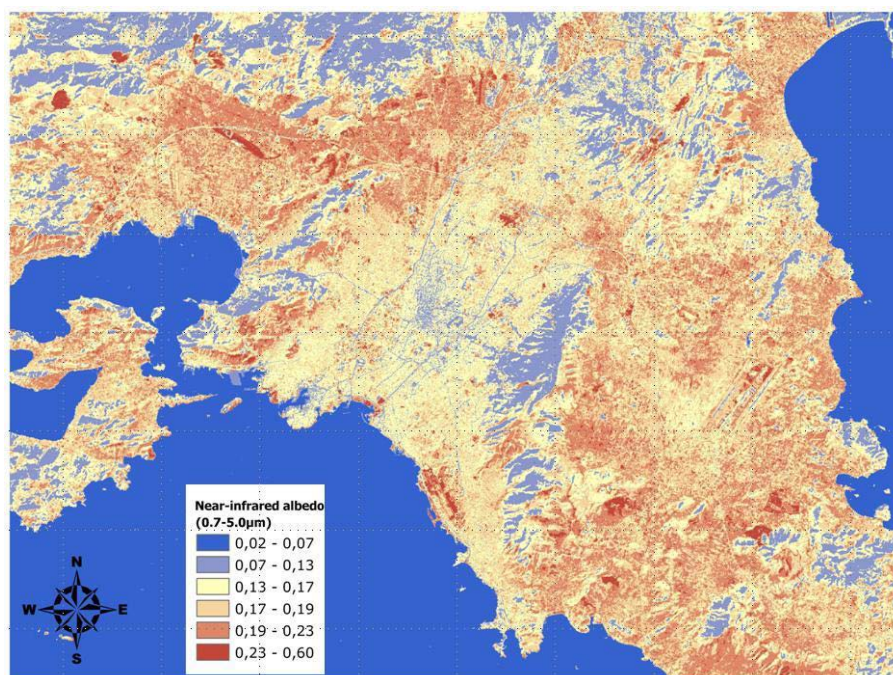 Near-infrared albedo
(0.7-5.0µm)
0,02 - 0,07
0,07 - 0,13
0,13 - 0,17
0,17 - 0,19
0,19 - 0,23
0,23 - 0,60
N
W E
S